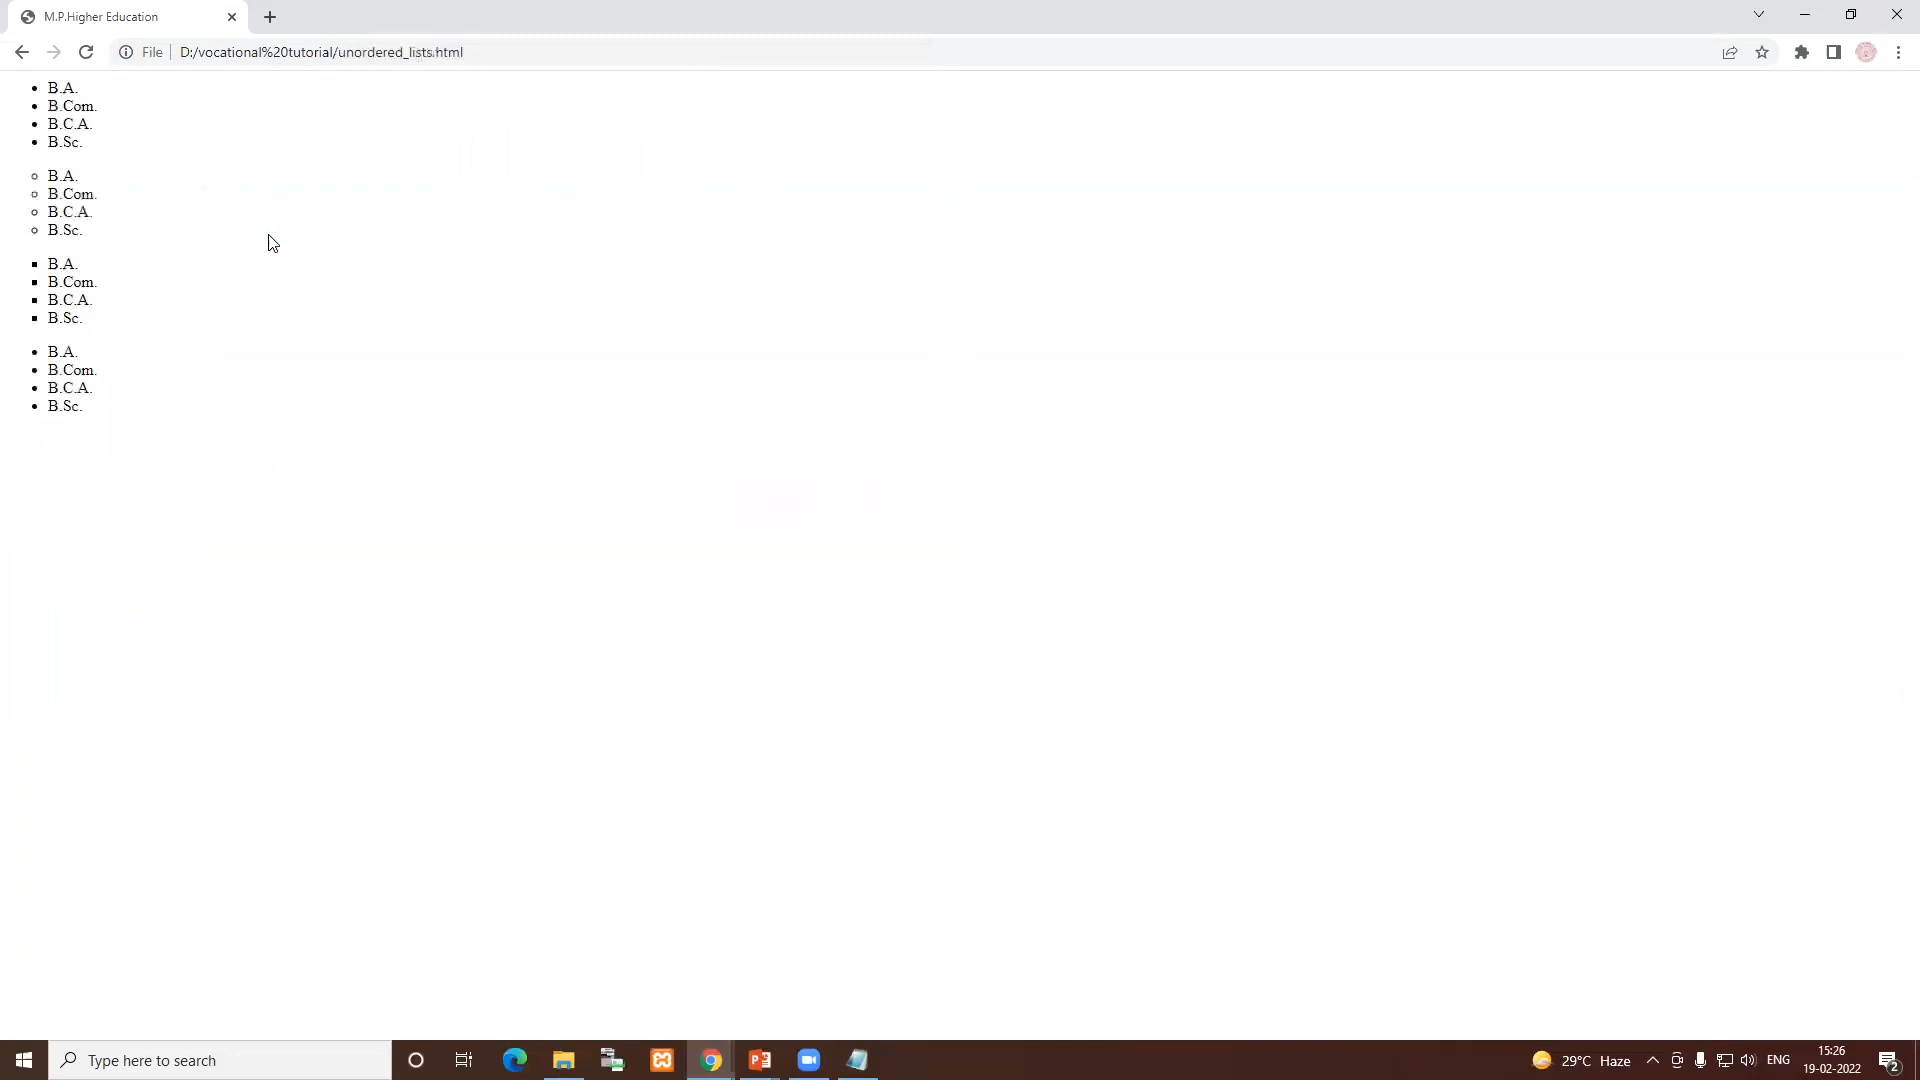 M.P.Higher Education
File D:/vocational%20tutorial/unordered_lists.html
B.A.
B.Com.
B.C.A.
B.Sc.
B.A.
B.Com.
B.C.A.
B.Sc.
B.A.
B.Com.
B.C.A.
B.Sc.
B.A.
B.Com.
B.C.A.
B.Sc.
Type here to search
29°C Haze
ENG
15:26
19-02-2022
2